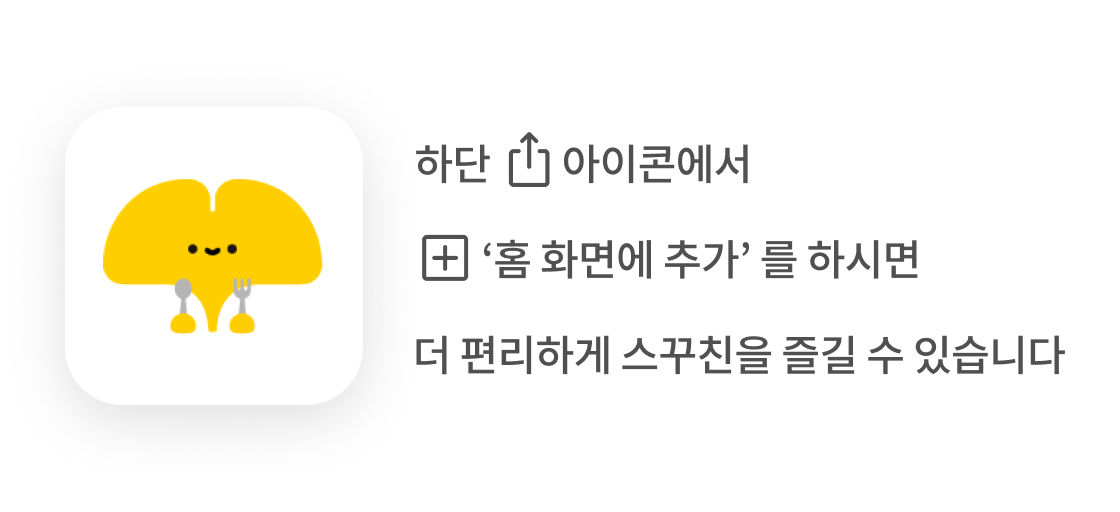 하단 아이콘에서
‘홈 화면에 추가’ 를 하시면
더 편리하게 스꾸친을 즐길 수 있습니다